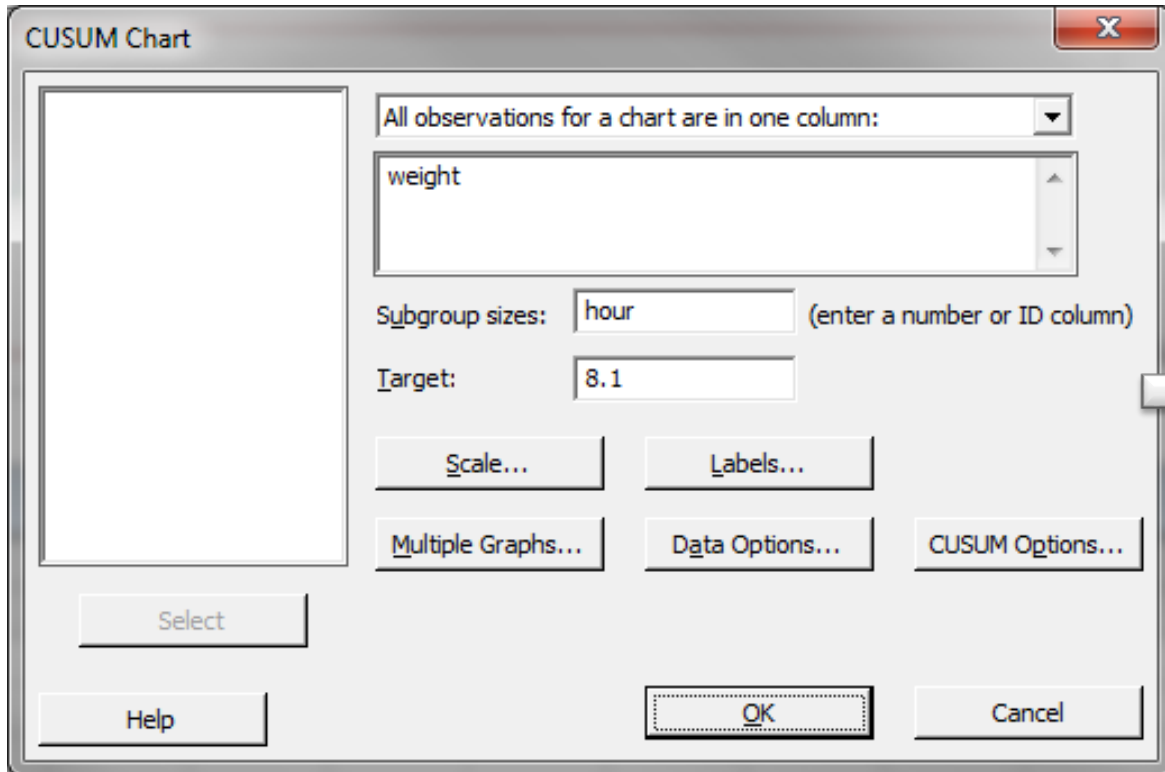 CUSUM Chart
All observations for a chart are in one column:
weight
Subgroup sizes: hour (enter a number or ID column)
Target: 8.1
Scale... Labels...
Multiple Graphs... Data Options... CUSUM Options...
Select
Help OK Cancel